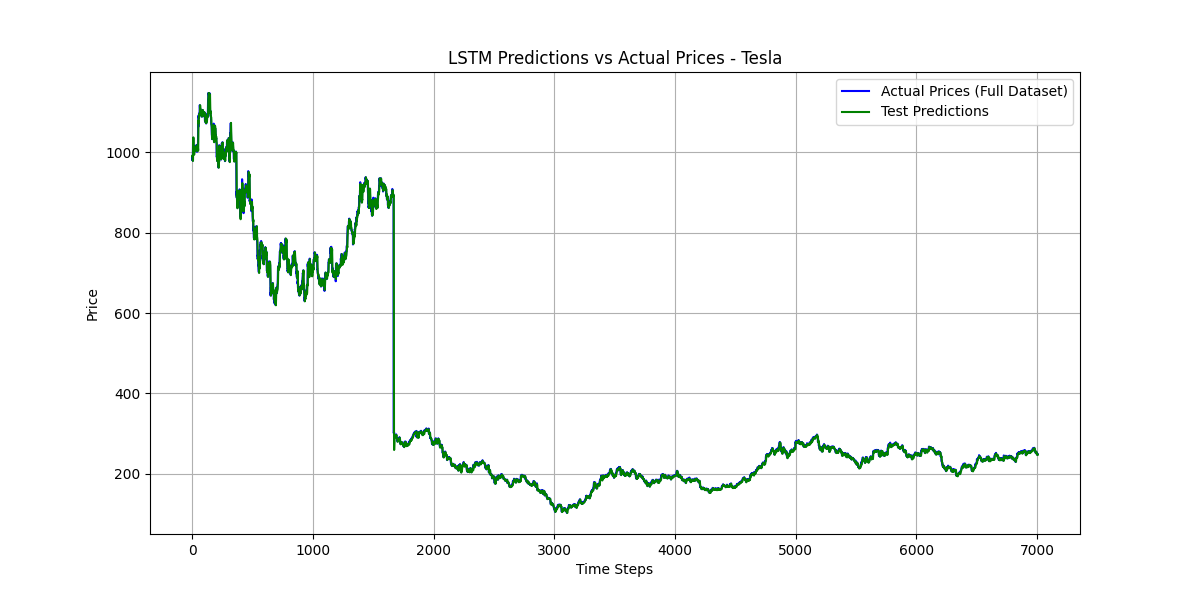 LSTM Predictions vs Actual Prices - Tesla
Actual Prices (Full Dataset)
Test Predictions
Price
1000
800
600
400
200
0 1000 2000 3000 4000 5000 6000 7000
Time Steps